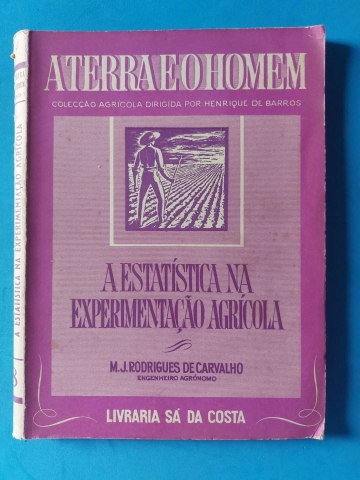 A TERRA E O HOMEM
COLECÇÃO AGRÍCOLA DIRIGIDA POR HENRIQUE DE BARROS
A ESTATÍSTICA NA
EXPERIMENTAÇÃO AGRÍCOLA
M.J. RODRIGUES DE CARVALHO
ENGENHEIRO AGRÓNOMO
LIVRARIA SÁ DA COSTA
A ESTATÍSTICA NA EXPERIMENTAÇÃO AGRÍCOLA